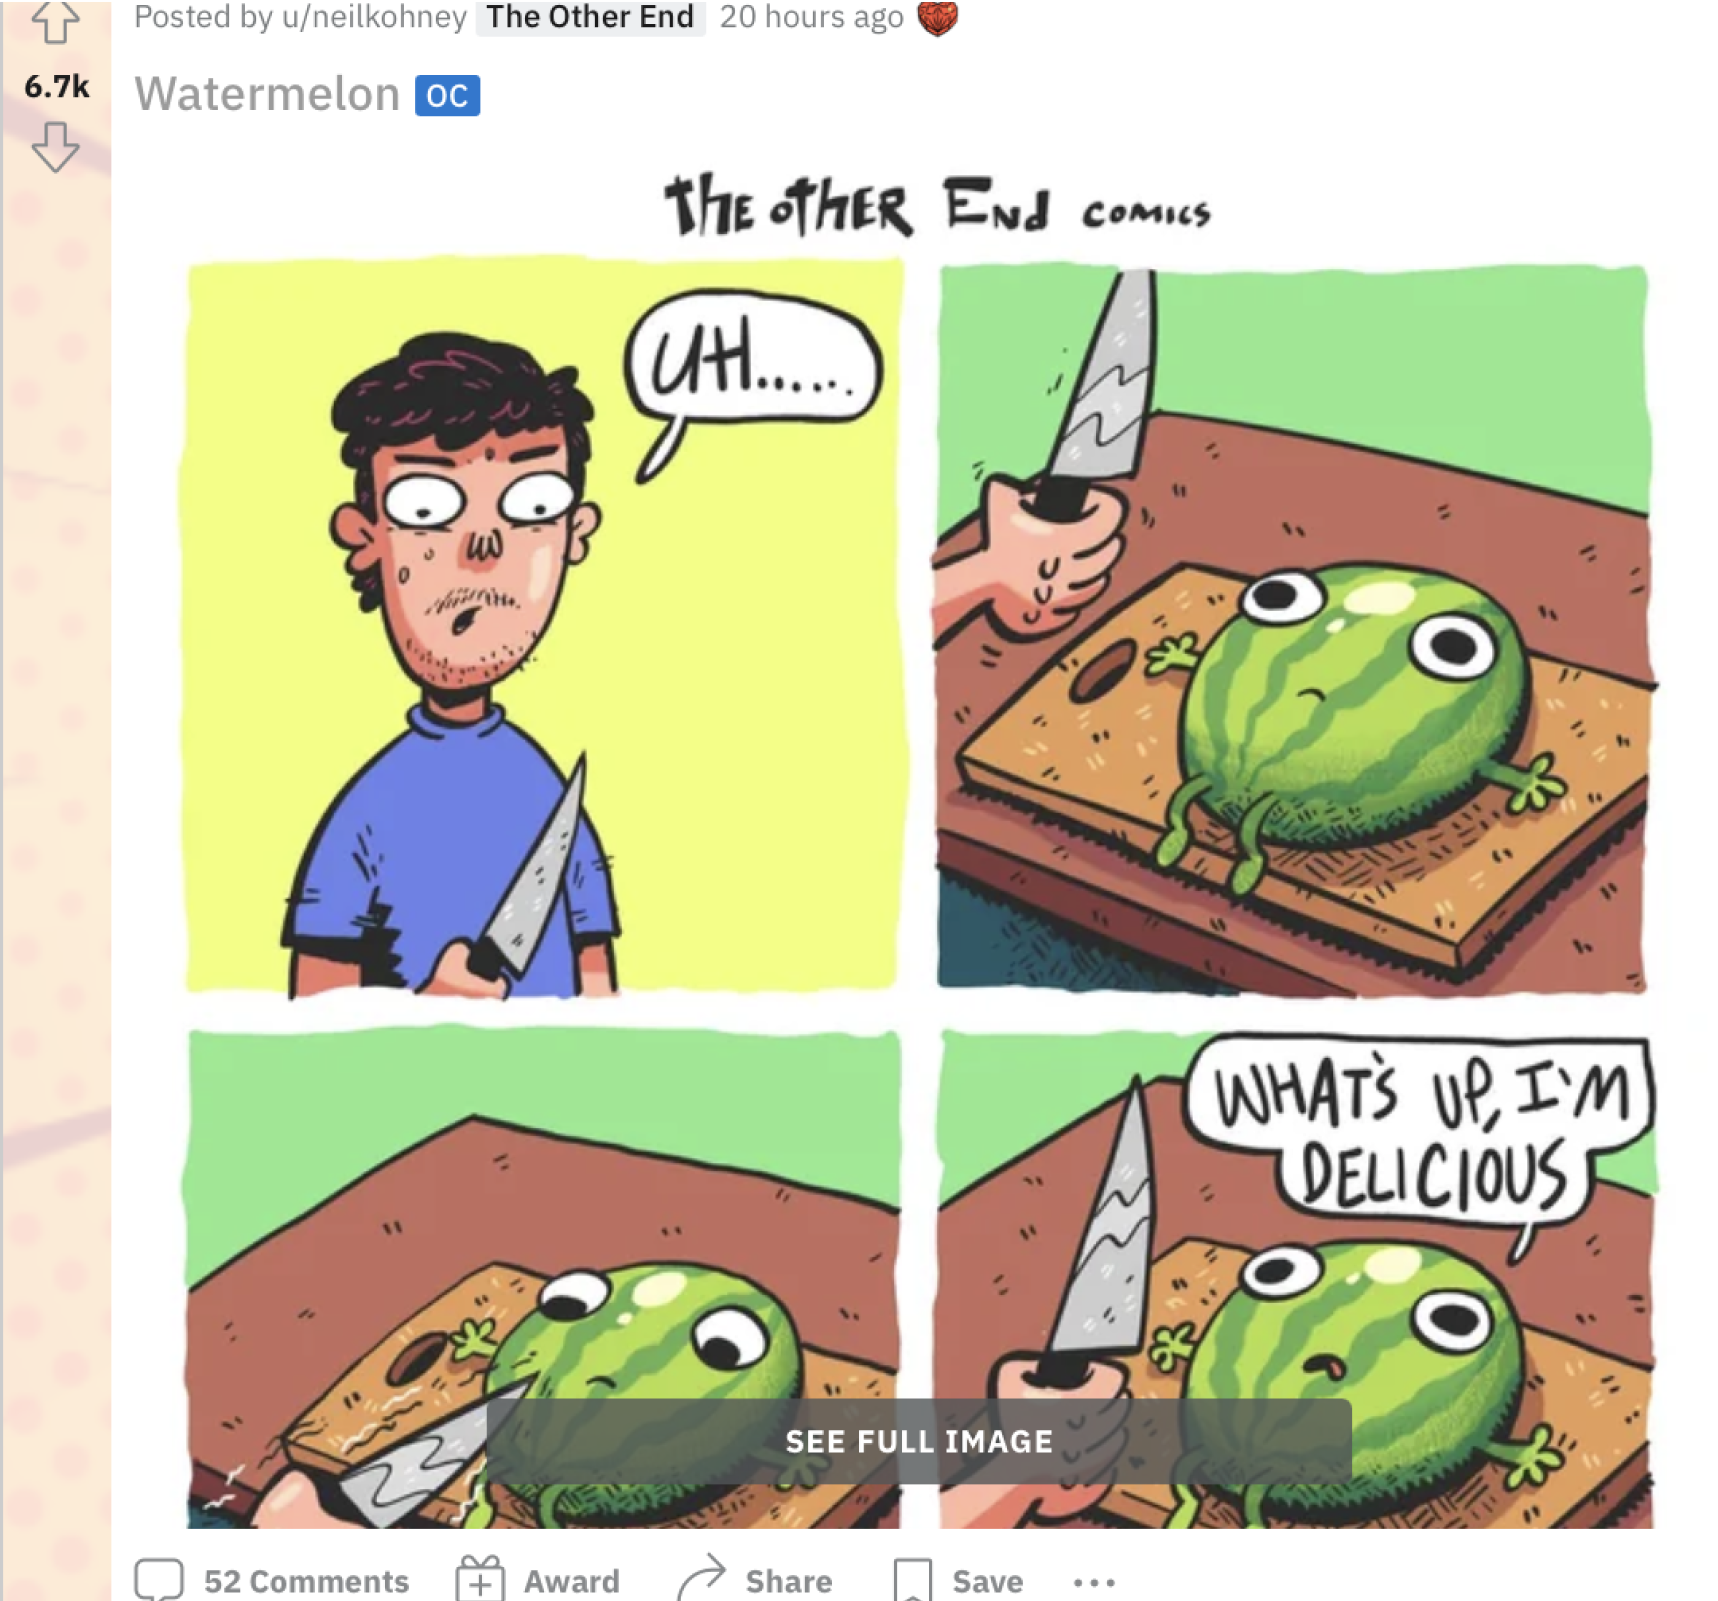 Posted by u/neilkohney The Other End 20 hours ago
6.7k
Watermelon OC
the other End comics
UH......
WHAT'S UP, I'M
DELICIOUS
SEE FULL IMAGE
52 Comments Award Share Save ...